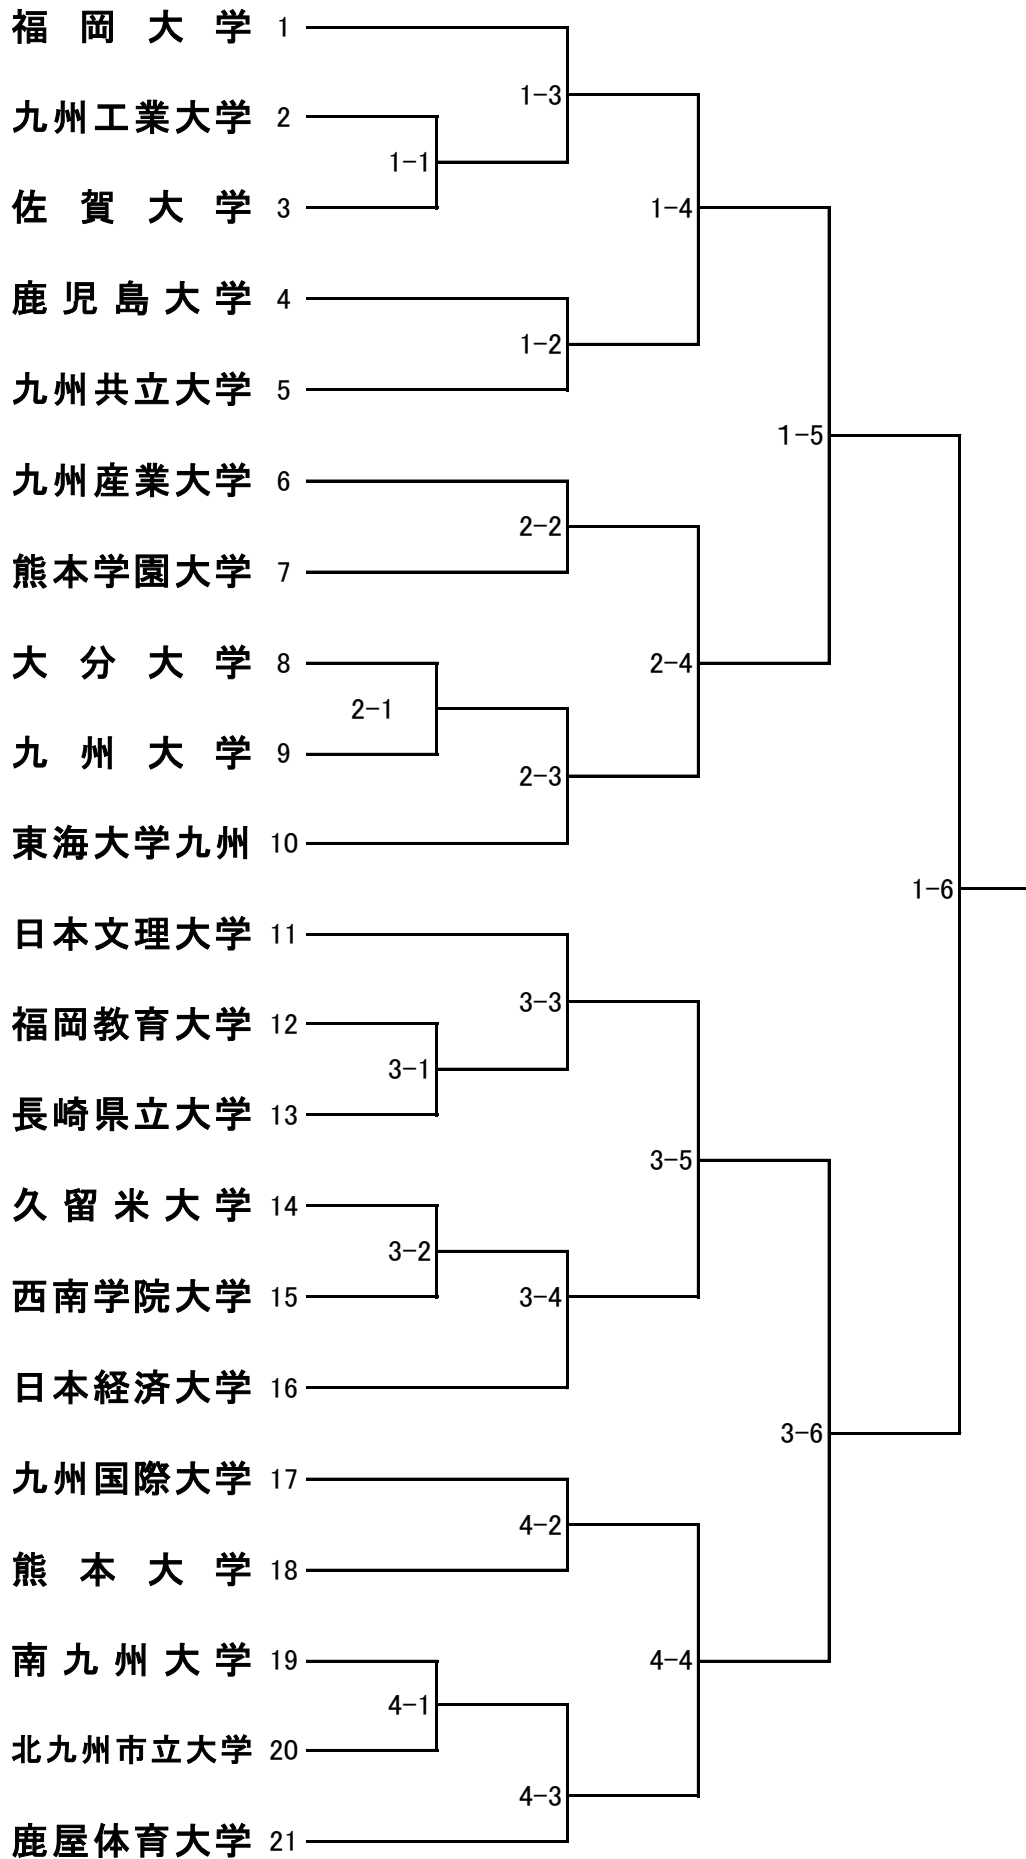 福岡大学 1
1-3
九州工業大学 2
1-1
佐賀大学 3
1-4
鹿児島大学 4
1-2
九州共立大学 5
1-5
九州産業大学 6
2-2
熊本学園大学 7
大分大学 8
2-4
2-1
九州大学 9
2-3
東海大学九州 10
1-6
日本文理大学 11
3-3
福岡教育大学 12
3-1
長崎県立大学 13
3-5
久留米大学 14
3-2
西南学院大学 15
3-4
日本経済大学 16
3-6
九州国際大学 17
4-2
熊本大学 18
南九州大学 19
4-4
4-1
北九州市立大学 20
4-3
鹿屋体育大学 21